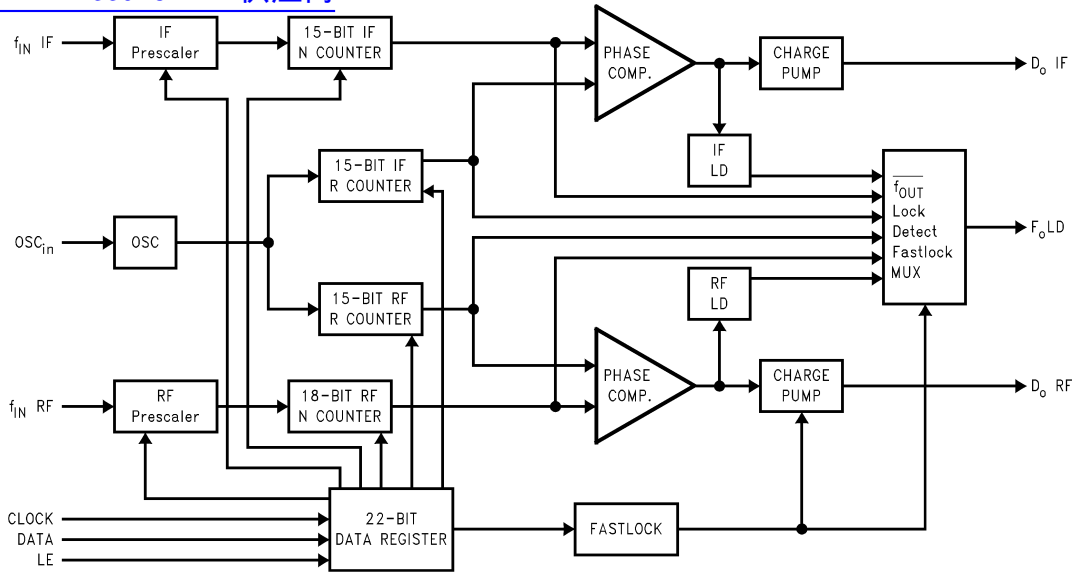 f_IN IF
IF
Prescaler
15-BIT IF
N COUNTER
PHASE
COMP.
CHARGE
PUMP
D_o IF
IF
LD
15-BIT IF
R COUNTER
OSC_in
OSC
f_OUT
Lock
Detect
Fastlock
MUX
F_oLD
15-BIT RF
R COUNTER
RF
LD
f_IN RF
RF
Prescaler
18-BIT RF
N COUNTER
PHASE
COMP.
CHARGE
PUMP
D_o RF
CLOCK
DATA
LE
22-BIT
DATA REGISTER
FASTLOCK